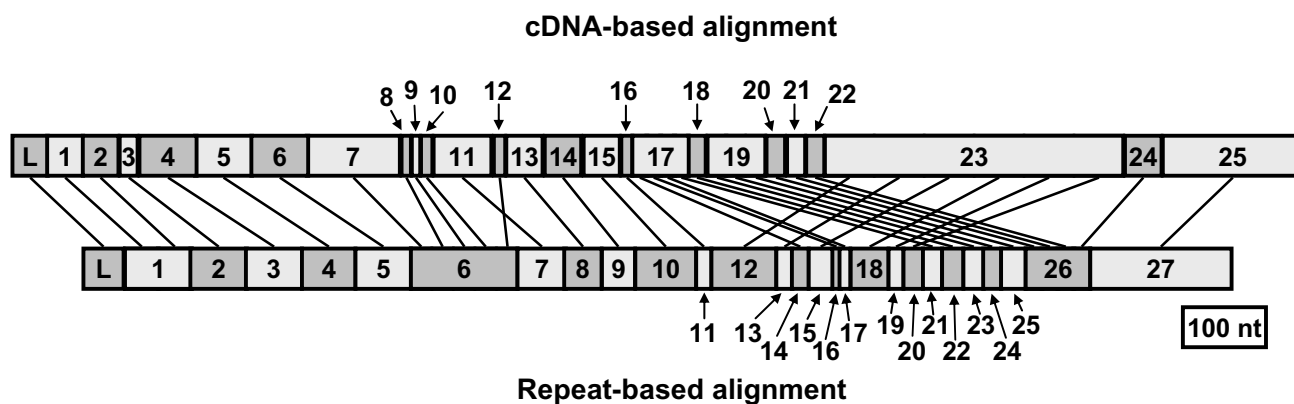 cDNA-based alignment
8 9 10 12 16 18 20 21 22
L 1 2 3 4 5 6 7 11 13 14 15 17 19 23 24 25
L 1 2 3 4 5 6 7 8 9 10 12 18 26 27
11 13 14 15 16 17 19 20 21 22 23 24 25
100 nt
Repeat-based alignment